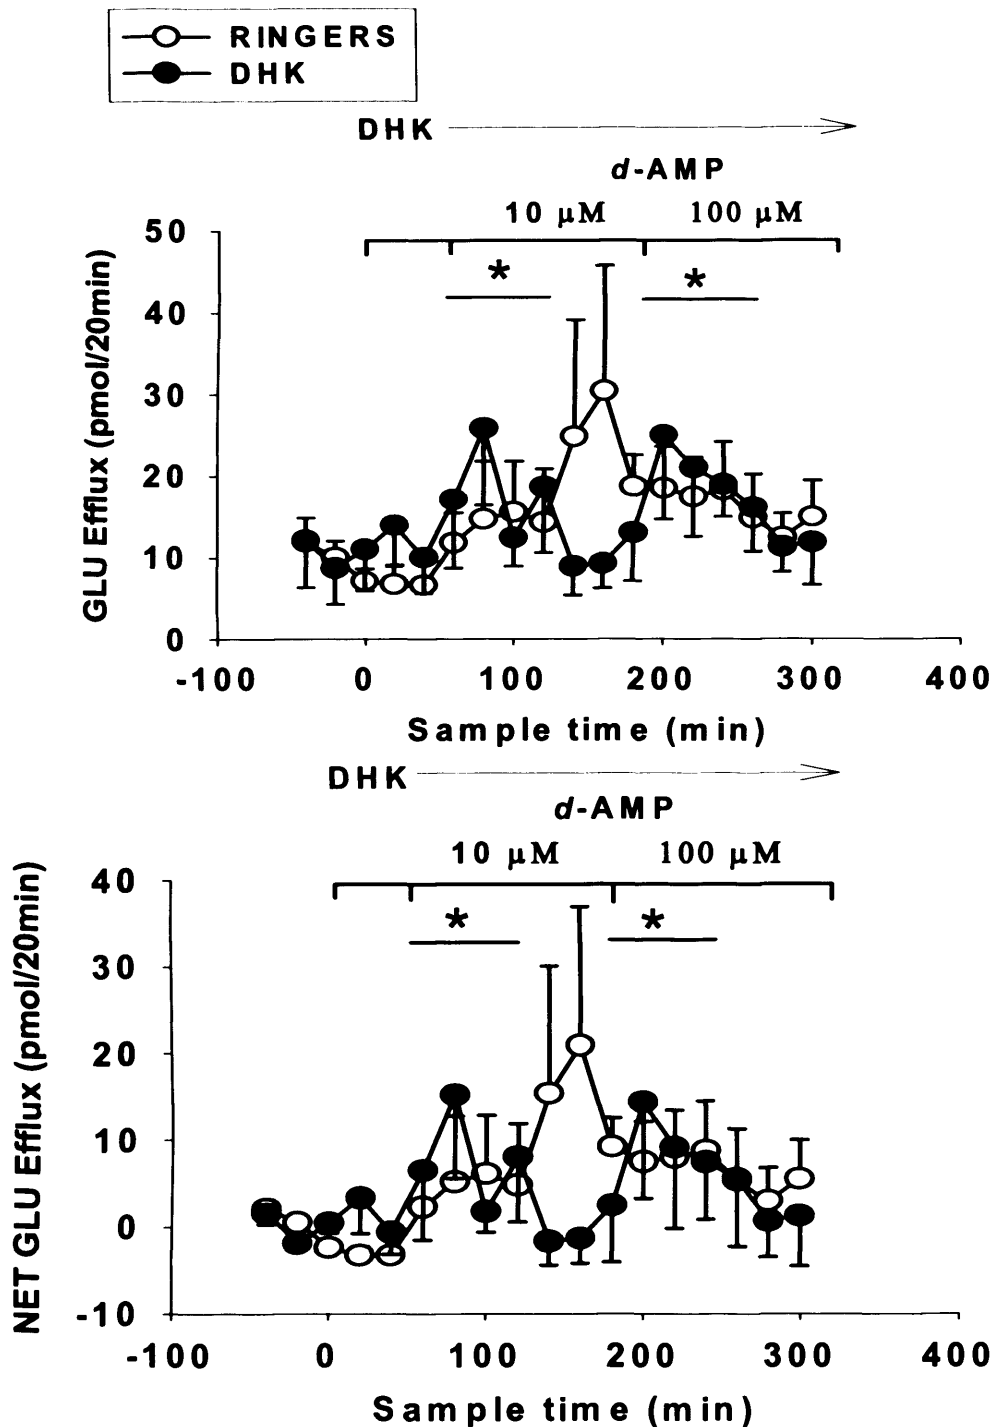 RINGERS
DHK
DHK
d-AMP
10 μM 100 μM
50
40
30
20
10
0
GLU Efflux (pmol/20min)
* *
-100 0 100 200 300 400
Sample time (min)
DHK
d-AMP
10 μM 100 μM
40
30
20
10
0
-10
NET GLU Efflux (pmol/20min)
* *
-100 0 100 200 300 400
Sample time (min)